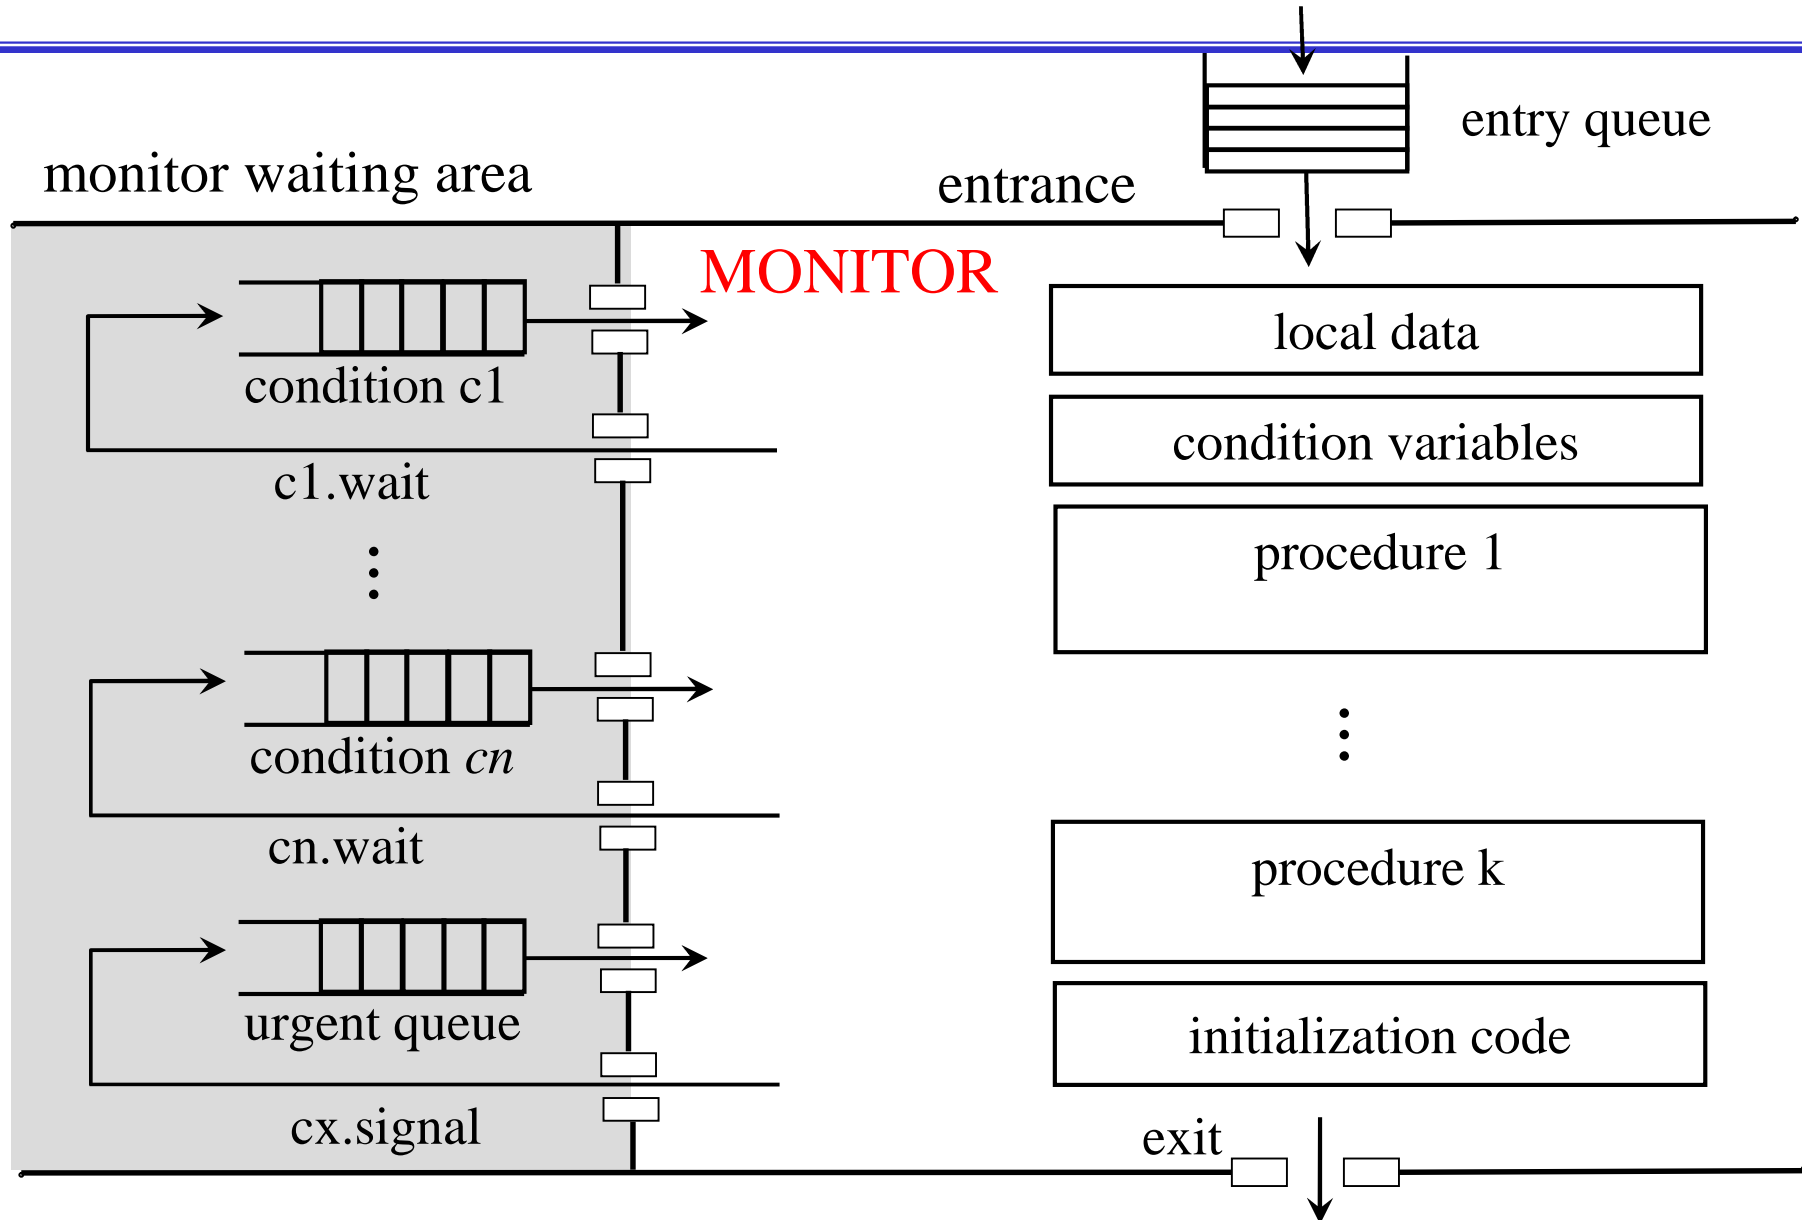 entry queue
monitor waiting area
entrance
MONITOR
condition c1
c1.wait
condition cn
cn.wait
urgent queue
cx.signal
local data
condition variables
procedure 1
procedure k
initialization code
exit